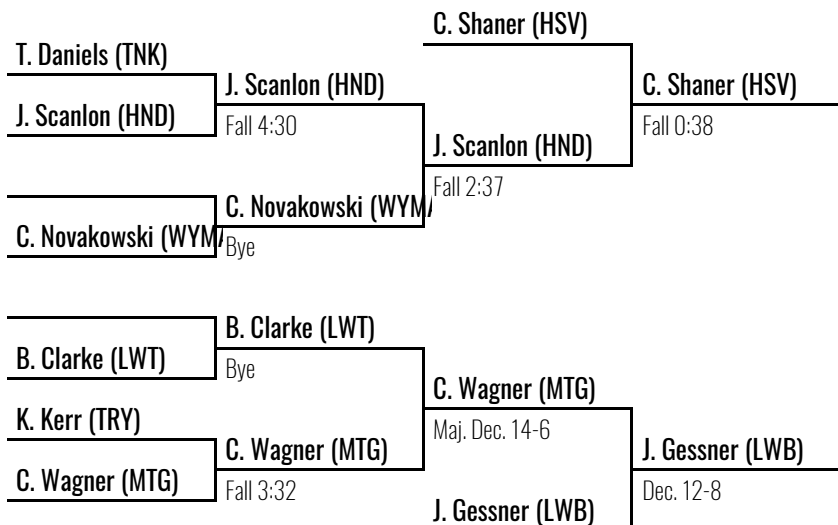 C. Shaner (HSV)
T. Daniels (TNK)
J. Scanlon (HND)
C. Shaner (HSV)
J. Scanlon (HND)
Fall 4:30
Fall 0:38
J. Scanlon (HND)
Fall 2:37
C. Novakowski (WYM
C. Novakowski (WYM
Bye
B. Clarke (LWT)
B. Clarke (LWT)
Bye
C. Wagner (MTG)
K. Kerr (TRY)
Maj. Dec. 14-6
C. Wagner (MTG)
J. Gessner (LWB)
C. Wagner (MTG)
Fall 3:32
Dec. 12-8
J. Gessner (LWB)